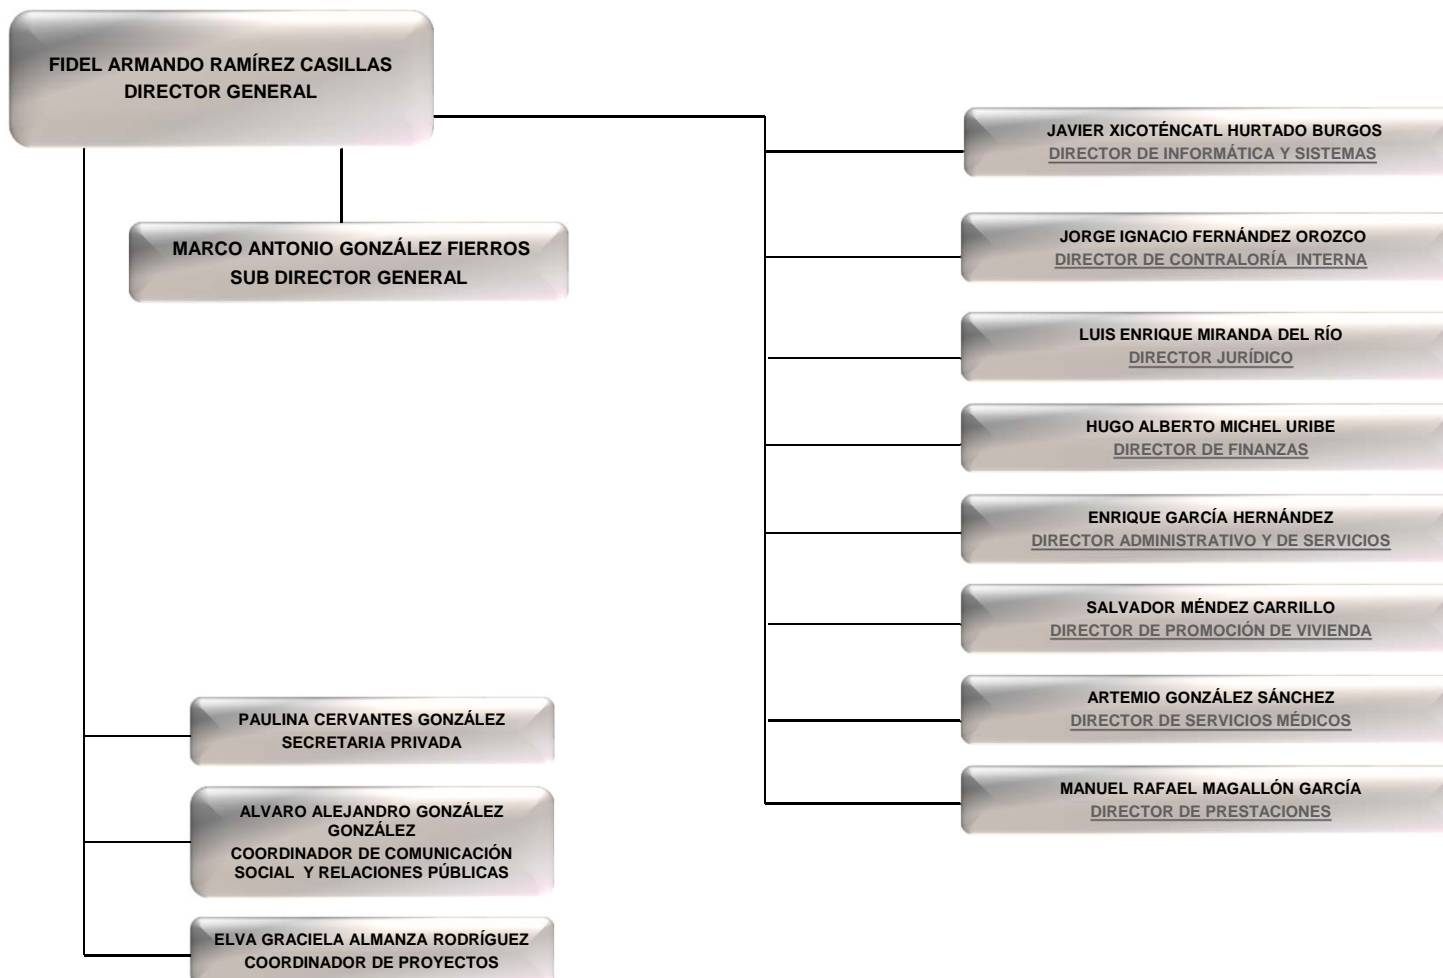 FIDEL ARMANDO RAMÍREZ CASILLAS
DIRECTOR GENERAL
MARCO ANTONIO GONZÁLEZ FIERROS
SUB DIRECTOR GENERAL
PAULINA CERVANTES GONZÁLEZ
SECRETARIA PRIVADA
ALVARO ALEJANDRO GONZÁLEZ
GONZÁLEZ
COORDINADOR DE COMUNICACIÓN
SOCIAL Y RELACIONES PÚBLICAS
ELVA GRACIELA ALMANZA RODRÍGUEZ
COORDINADOR DE PROYECTOS
JAVIER XICOTÉNCATL HURTADO BURGOS
DIRECTOR DE INFORMÁTICA Y SISTEMAS
JORGE IGNACIO FERNÁNDEZ OROZCO
DIRECTOR DE CONTRALORÍA INTERNA
LUIS ENRIQUE MIRANDA DEL RÍO
DIRECTOR JURÍDICO
HUGO ALBERTO MICHEL URIBE
DIRECTOR DE FINANZAS
ENRIQUE GARCÍA HERNÁNDEZ
DIRECTOR ADMINISTRATIVO Y DE SERVICIOS
SALVADOR MÉNDEZ CARRILLO
DIRECTOR DE PROMOCIÓN DE VIVIENDA
ARTEMIO GONZÁLEZ SÁNCHEZ
DIRECTOR DE SERVICIOS MÉDICOS
MANUEL RAFAEL MAGALLÓN GARCÍA
DIRECTOR DE PRESTACIONES